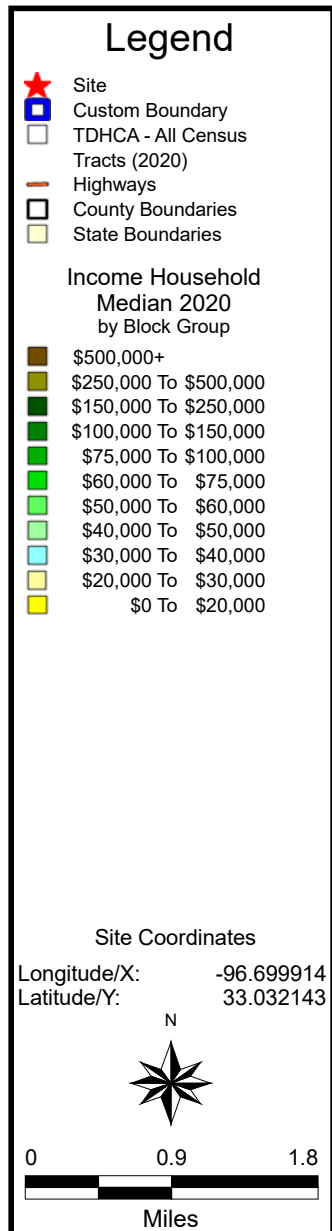 Legend
Site
Custom Boundary
TDHCA - All Census
Tracts (2020)
Highways
County Boundaries
State Boundaries
Income Household
Median 2020
by Block Group
$500,000+
$250,000 To $500,000
$150,000 To $250,000
$100,000 To $150,000
$75,000 To $100,000
$60,000 To $75,000
$50,000 To $60,000
$40,000 To $50,000
$30,000 To $40,000
$20,000 To $30,000
$0 To $20,000
Site Coordinates
Longitude/X: -96.699914
Latitude/Y: 33.032143
N
0 0.9 1.8
Miles